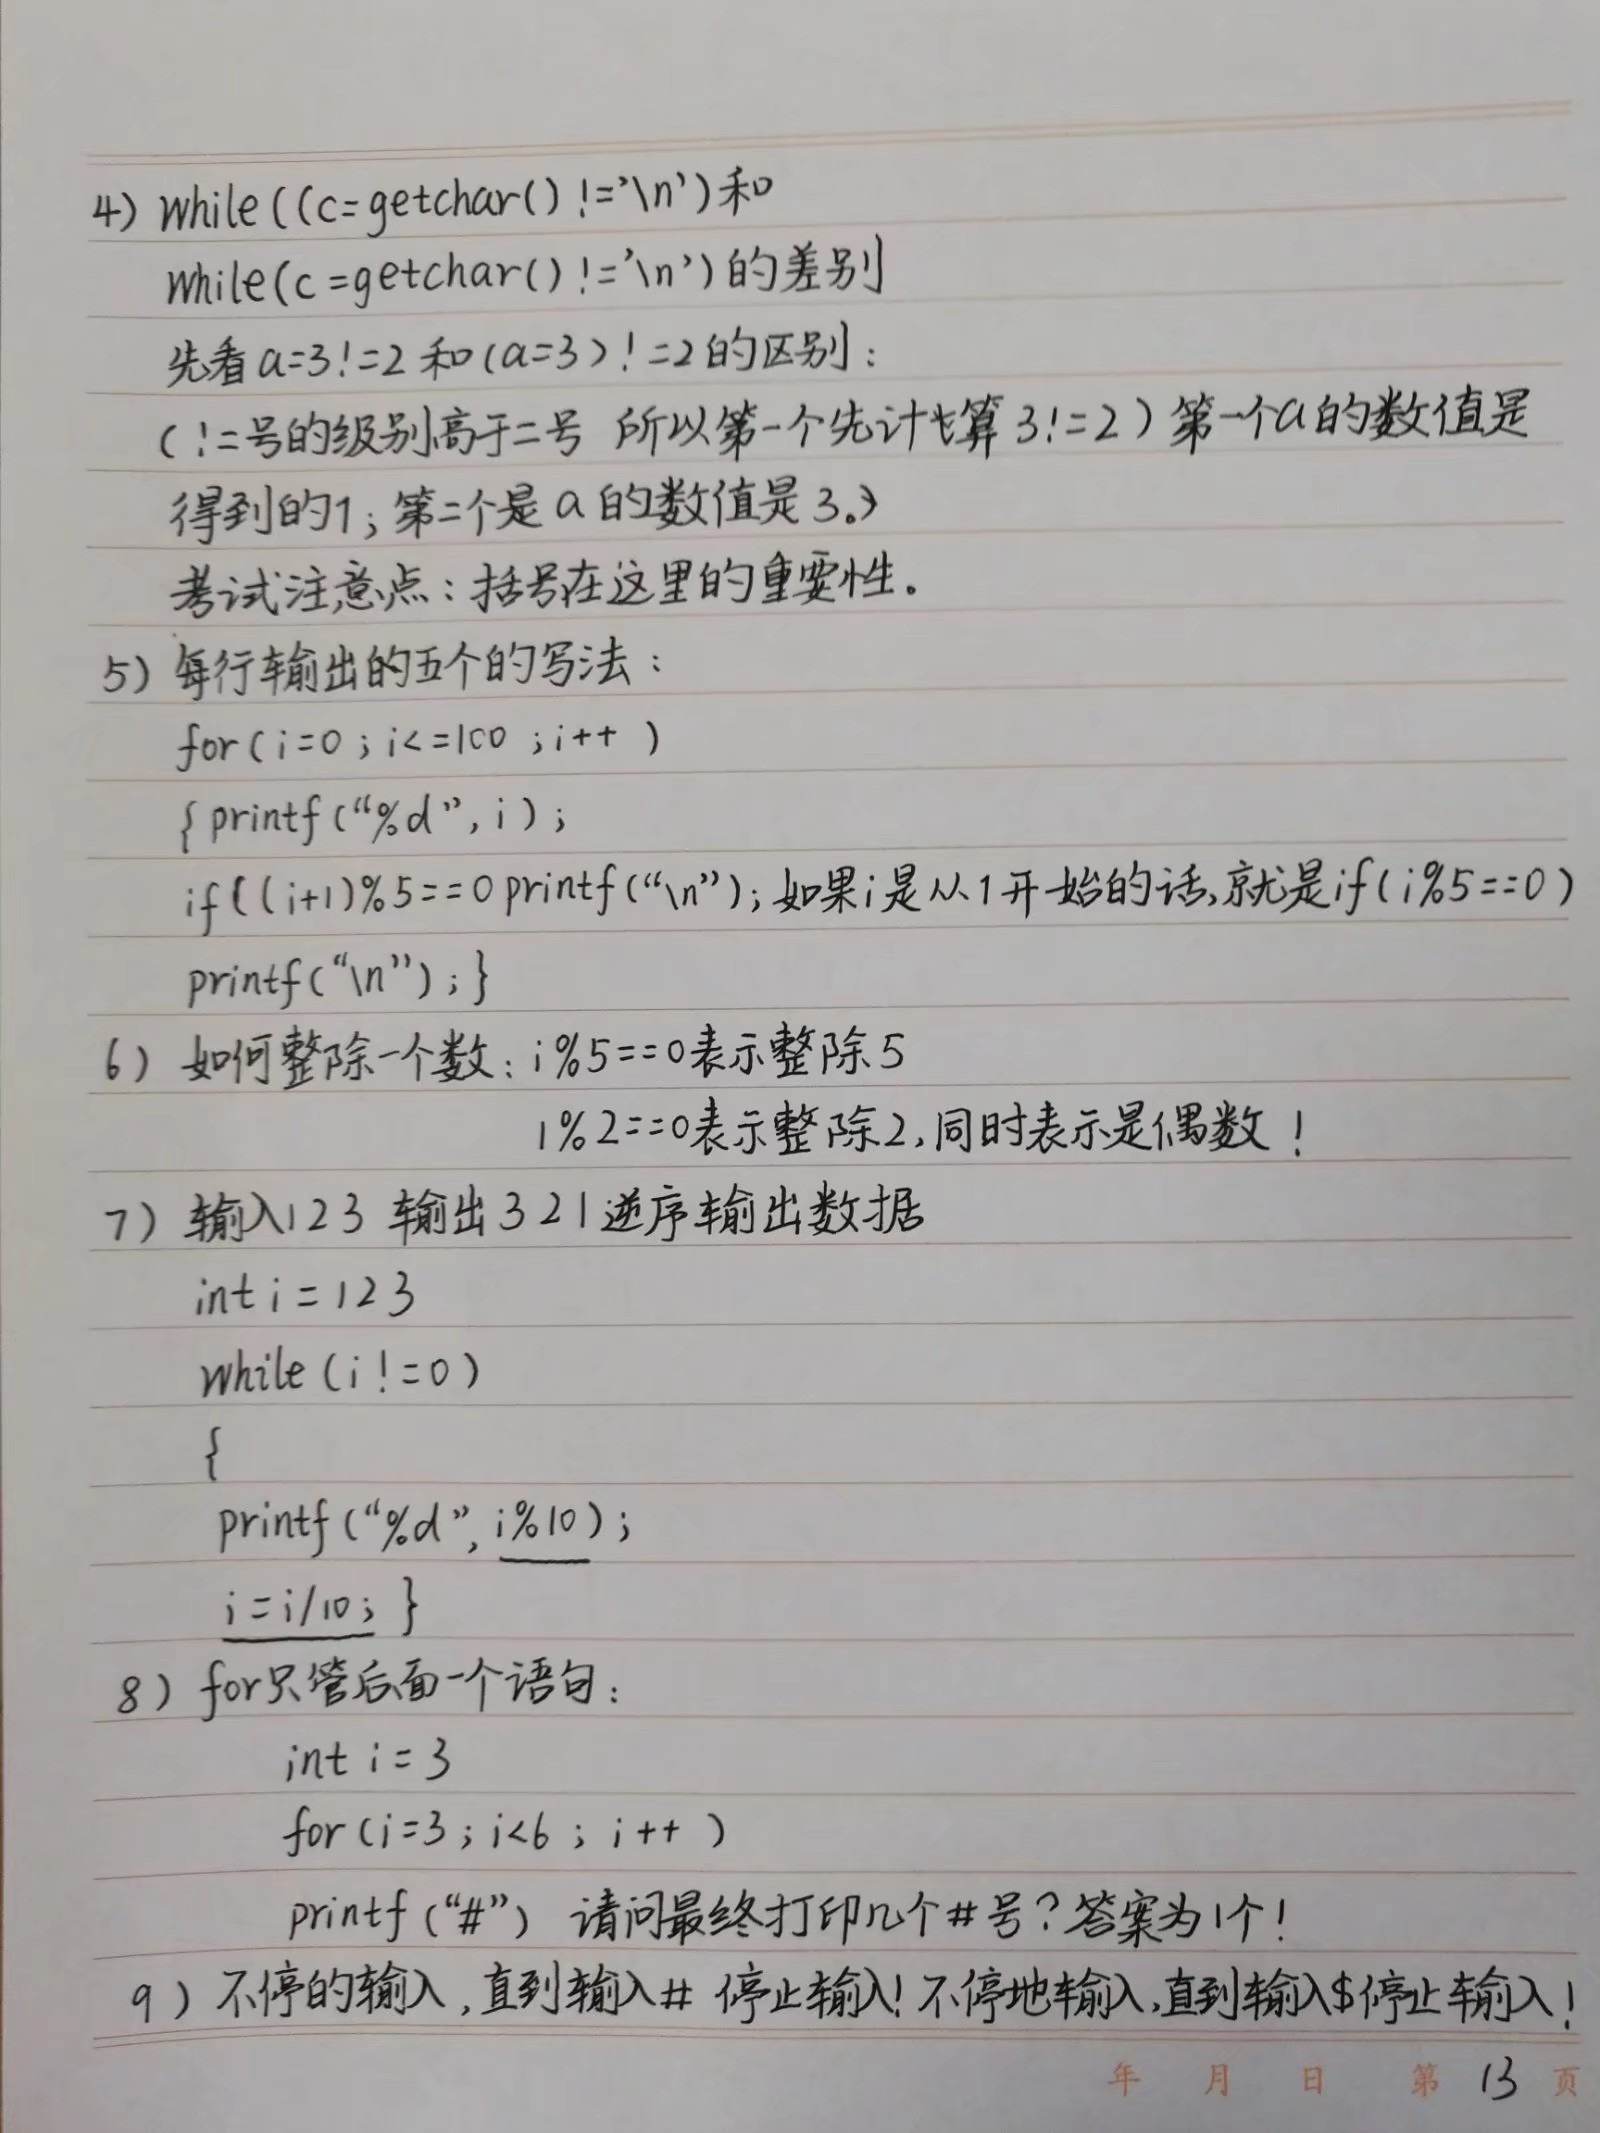 4) while((c=getchar()!='\n')和
while(c=getchar()!='\n')的差别
先看a=3!=2和(a=3)!=2的区别:
(!=号的级别高于=号 所以第一个先计算3!=2)第一个a的数值是
得到的1;第二个是a的数值是3。)
考试注意点:括号在这里的重要性。
5) 每行输出的五个的写法:
for(i=0;i<=100;i++)
{printf("%d",i);
if((i+1)%5==0printf("\n");如果i是从1开始的话,就是if(i%5==0)
printf("\n");}
6) 如何整除一个数:i%5==0表示整除5
i%2==0表示整除2,同时表示是偶数!
7) 输入123 输出321逆序输出数据
int i=123
while(i!=0)
{
printf("%d",i%10);
i=i/10;}
8) for只管后面一个语句:
int i=3
for(i=3;i<6;i++)
printf("#") 请问最终打印几个#号?答案为1个!
9) 不停的输入,直到输入# 停止输入!不停地输入,直到输入$停止输入!
年 月 日 第 13 页